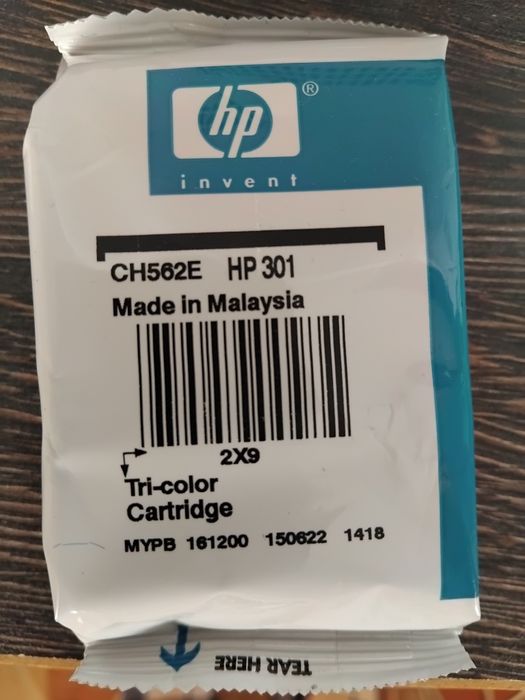 hp ®
invent
CH562E HP 301
Made in Malaysia
2X9
Tri-color
Cartridge
MYPB 161200 150622 1418
TEAR HERE